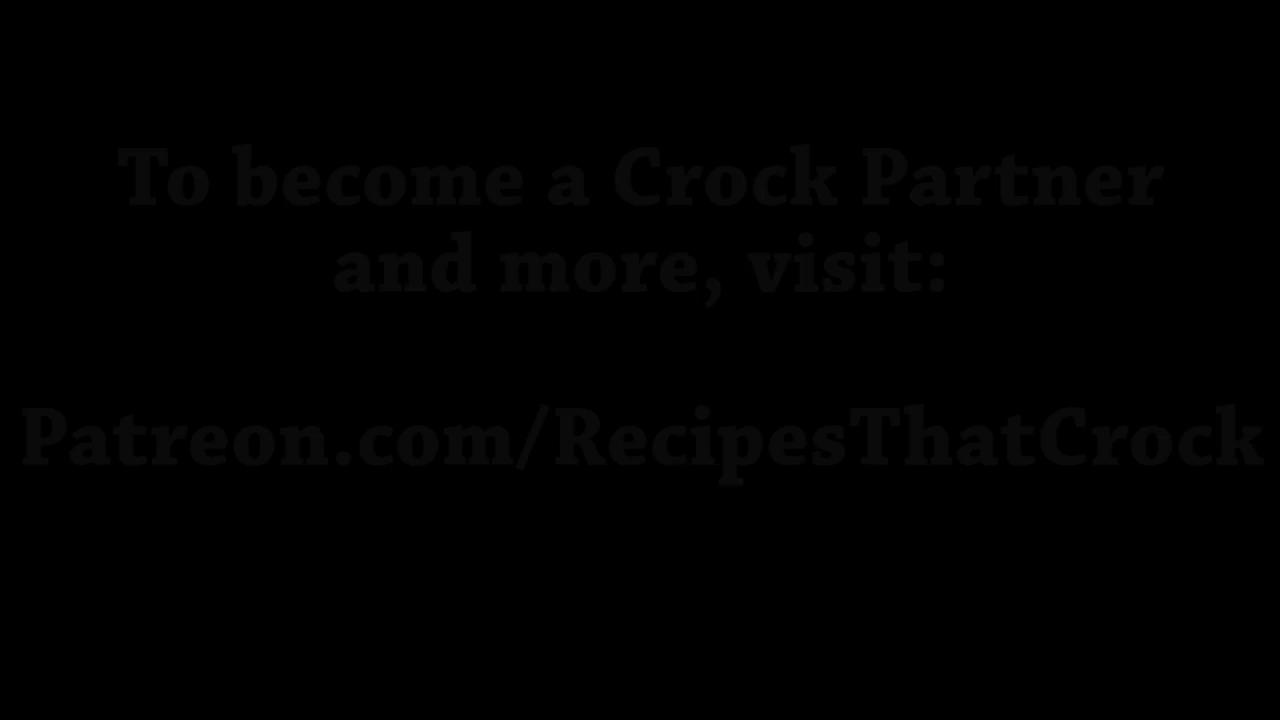 To become a Crock Partner
and more, visit:
Patreon.com/RecipesThatCrock